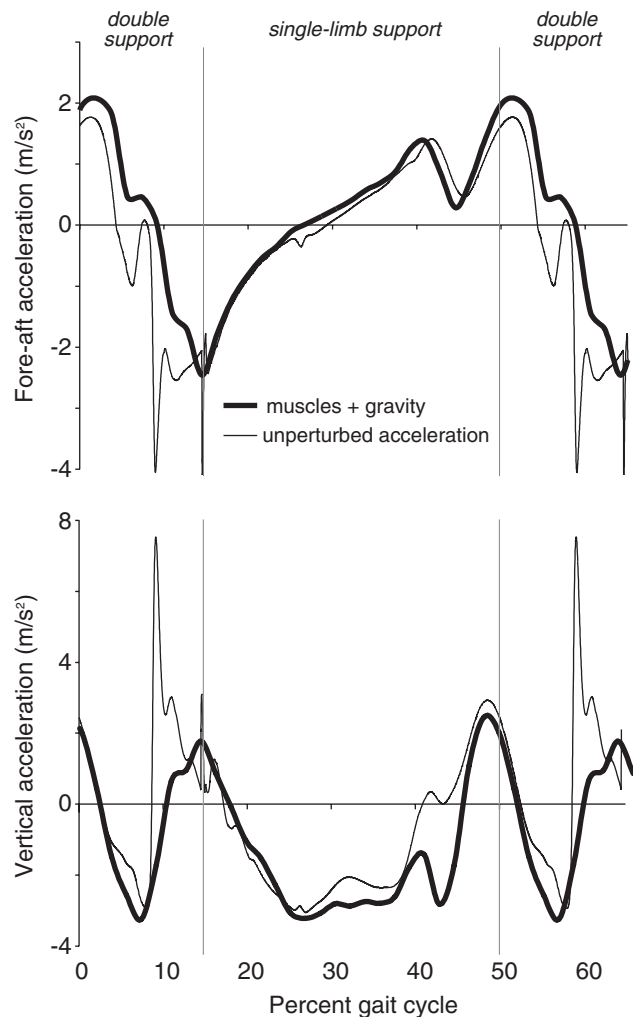 double
support
single-limb support
double
support
Fore-aft acceleration (m/s²)
2
0
-2
-4
muscles + gravity
unperturbed acceleration
Vertical acceleration (m/s²)
8
4
0
-4
0 10 20 30 40 50 60
Percent gait cycle